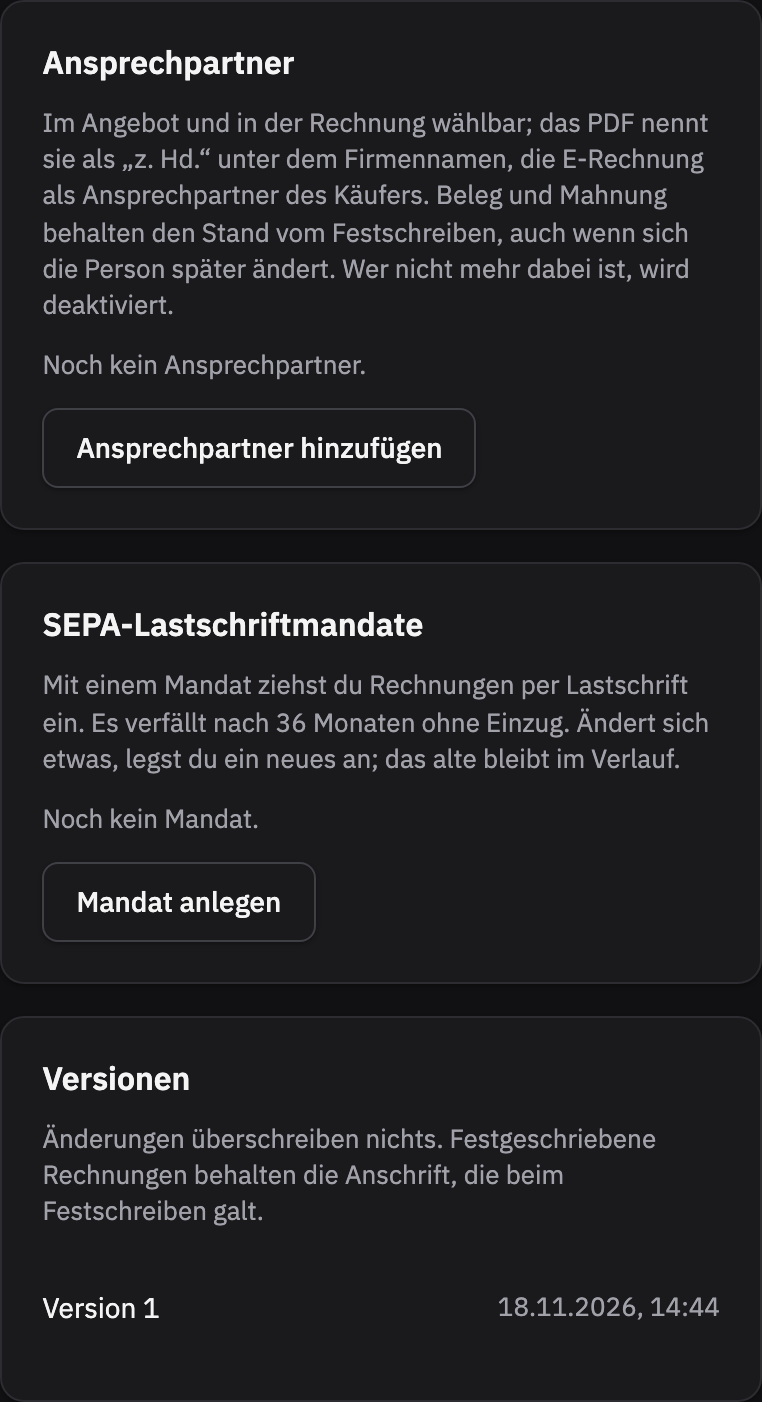 Ansprechpartner
Im Angebot und in der Rechnung wählbar; das PDF nennt
sie als „z. Hd.“ unter dem Firmennamen, die E-Rechnung
als Ansprechpartner des Käufers. Beleg und Mahnung
behalten den Stand vom Festschreiben, auch wenn sich
die Person später ändert. Wer nicht mehr dabei ist, wird
deaktiviert.
Noch kein Ansprechpartner.
Ansprechpartner hinzufügen
SEPA-Lastschriftmandate
Mit einem Mandat ziehst du Rechnungen per Lastschrift
ein. Es verfällt nach 36 Monaten ohne Einzug. Ändert sich
etwas, legst du ein neues an; das alte bleibt im Verlauf.
Noch kein Mandat.
Mandat anlegen
Versionen
Änderungen überschreiben nichts. Festgeschriebene
Rechnungen behalten die Anschrift, die beim
Festschreiben galt.
Version 1 18.11.2026, 14:44